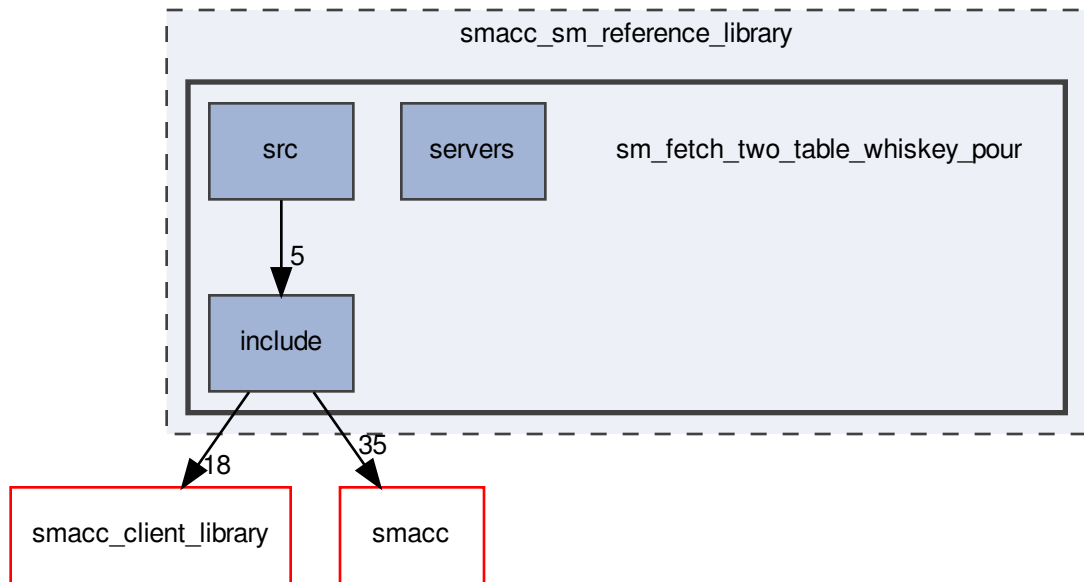 smacc_sm_reference_library
src
servers
sm_fetch_two_table_whiskey_pour
5
include
18
35
smacc_client_library
smacc